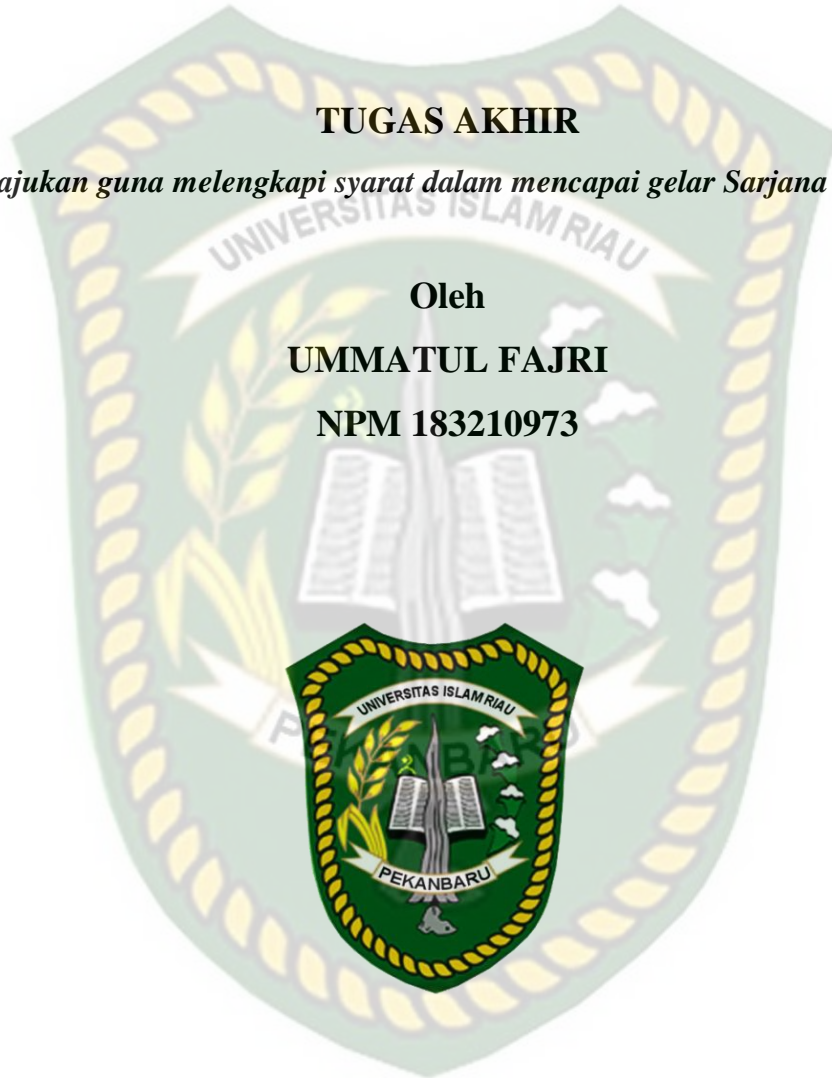 TUGAS AKHIR
ajukan guna melengkapi syarat dalam mencapai gelar Sarjana
UNIVERSITAS ISLAM RIAU
Oleh
UMMATUL FAJRI
NPM 183210973
UNIVERSITAS ISLAM RIAU
PEKANBARU
PEKANBARU